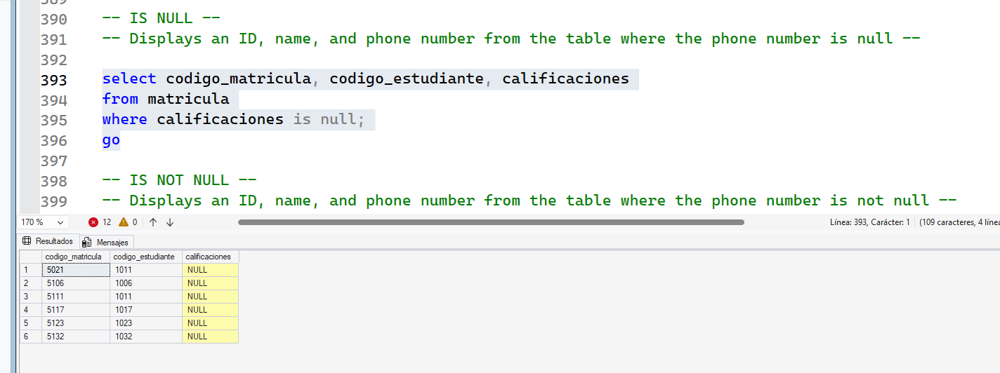 389
390 -- IS NULL --
391 -- Displays an ID, name, and phone number from the table where the phone number is null --
392
393 select codigo_matricula, codigo_estudiante, calificaciones
394 from matricula
395 where calificaciones is null;
396 go
397
398 -- IS NOT NULL --
399 -- Displays an ID, name, and phone number from the table where the phone number is not null --
170 % 12 0 Línea: 393, Carácter: 1 (109 caracteres, 4 líne
Resultados Mensajes
codigo_matricula codigo_estudiante calificaciones
1 5021 1011 NULL
2 5106 1006 NULL
3 5111 1011 NULL
4 5117 1017 NULL
5 5123 1023 NULL
6 5132 1032 NULL